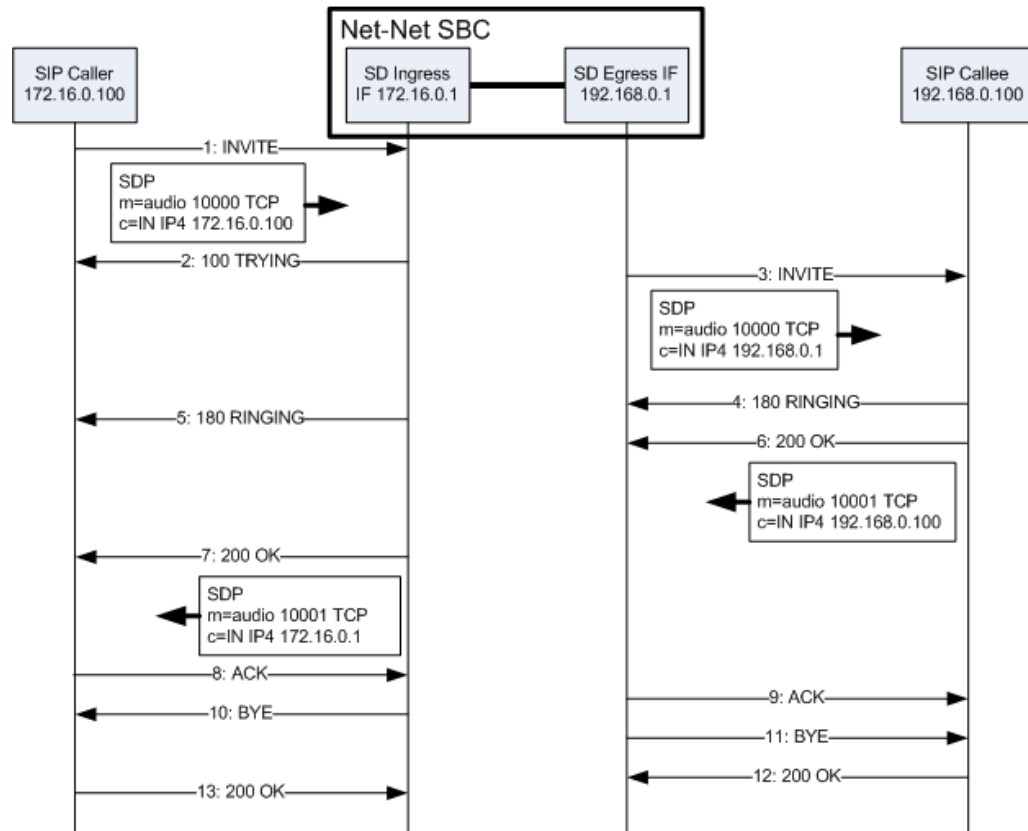 Net-Net SBC
SIP Caller
172.16.0.100
SD Ingress
IF 172.16.0.1
SD Egress IF
192.168.0.1
SIP Callee
192.168.0.100
1: INVITE
SDP
m=audio 10000 TCP
c=IN IP4 172.16.0.100
2: 100 TRYING
3: INVITE
SDP
m=audio 10000 TCP
c=IN IP4 192.168.0.1
4: 180 RINGING
5: 180 RINGING
6: 200 OK
SDP
m=audio 10001 TCP
c=IN IP4 192.168.0.100
7: 200 OK
SDP
m=audio 10001 TCP
c=IN IP4 172.16.0.1
8: ACK
9: ACK
10: BYE
11: BYE
12: 200 OK
13: 200 OK